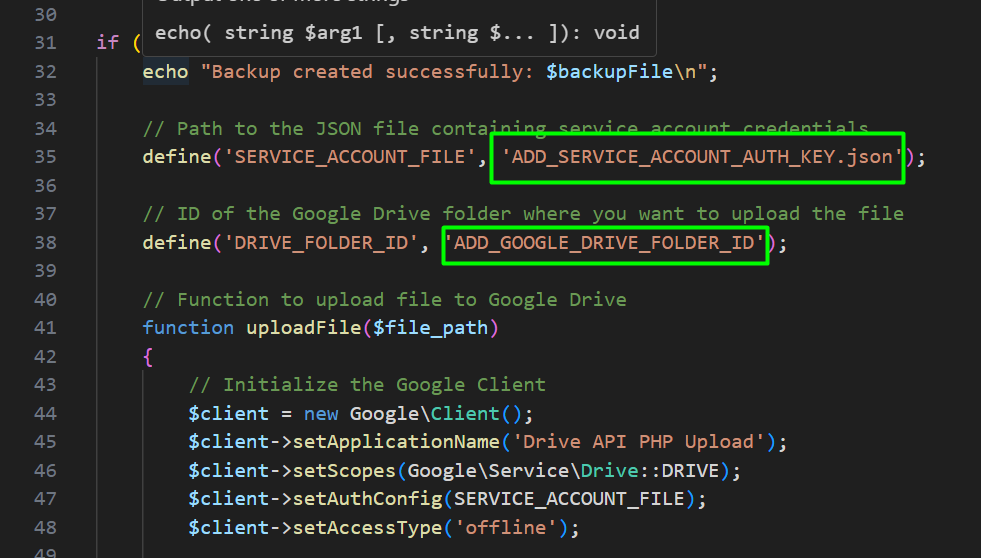 30
echo( string $arg1 [, string $... ]): void
31 if (
32 echo "Backup created successfully: $backupFile\n";
33
34 // Path to the JSON file containing service account credentials
35 define('SERVICE_ACCOUNT_FILE', 'ADD_SERVICE_ACCOUNT_AUTH_KEY.json');
36
37 // ID of the Google Drive folder where you want to upload the file
38 define('DRIVE_FOLDER_ID', 'ADD_GOOGLE_DRIVE_FOLDER_ID');
39
40 // Function to upload file to Google Drive
41 function uploadFile($file_path)
42 {
43 // Initialize the Google Client
44 $client = new Google\Client();
45 $client->setApplicationName('Drive API PHP Upload');
46 $client->setScopes(Google\Service\Drive::DRIVE);
47 $client->setAuthConfig(SERVICE_ACCOUNT_FILE);
48 $client->setAccessType('offline');
49